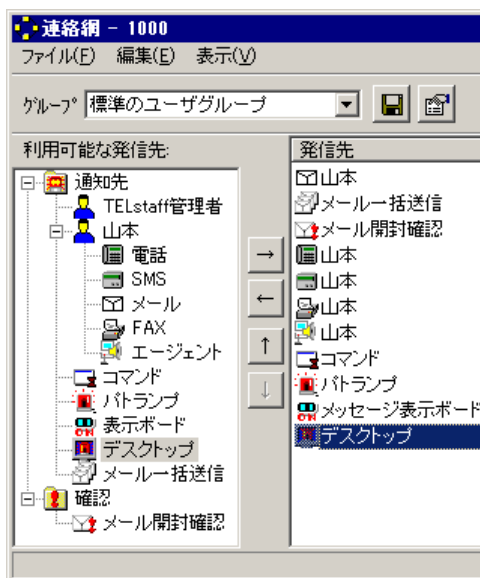 連絡網 - 1000
ファイル(F) 編集(E) 表示(V)
グループ 標準のユーザグループ
利用可能な発信先:
通知先
TELstaff管理者
山本
電話
SMS
メール
FAX
エージェント
コマンド
パトランプ
表示ボード
デスクトップ
メール一括送信
確認
メール開封確認
→
←
↑
↓
発信先
山本
メール一括送信
メール開封確認
山本
山本
山本
山本
コマンド
パトランプ
メッセージ表示ボード
デスクトップ